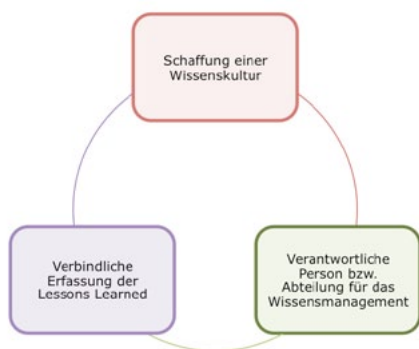 Schaffung einer
Wissenskultur
Verantwortliche
Person bzw.
Abteilung für das
Wissensmanagement
Verbindliche
Erfassung der
Lessons Learned